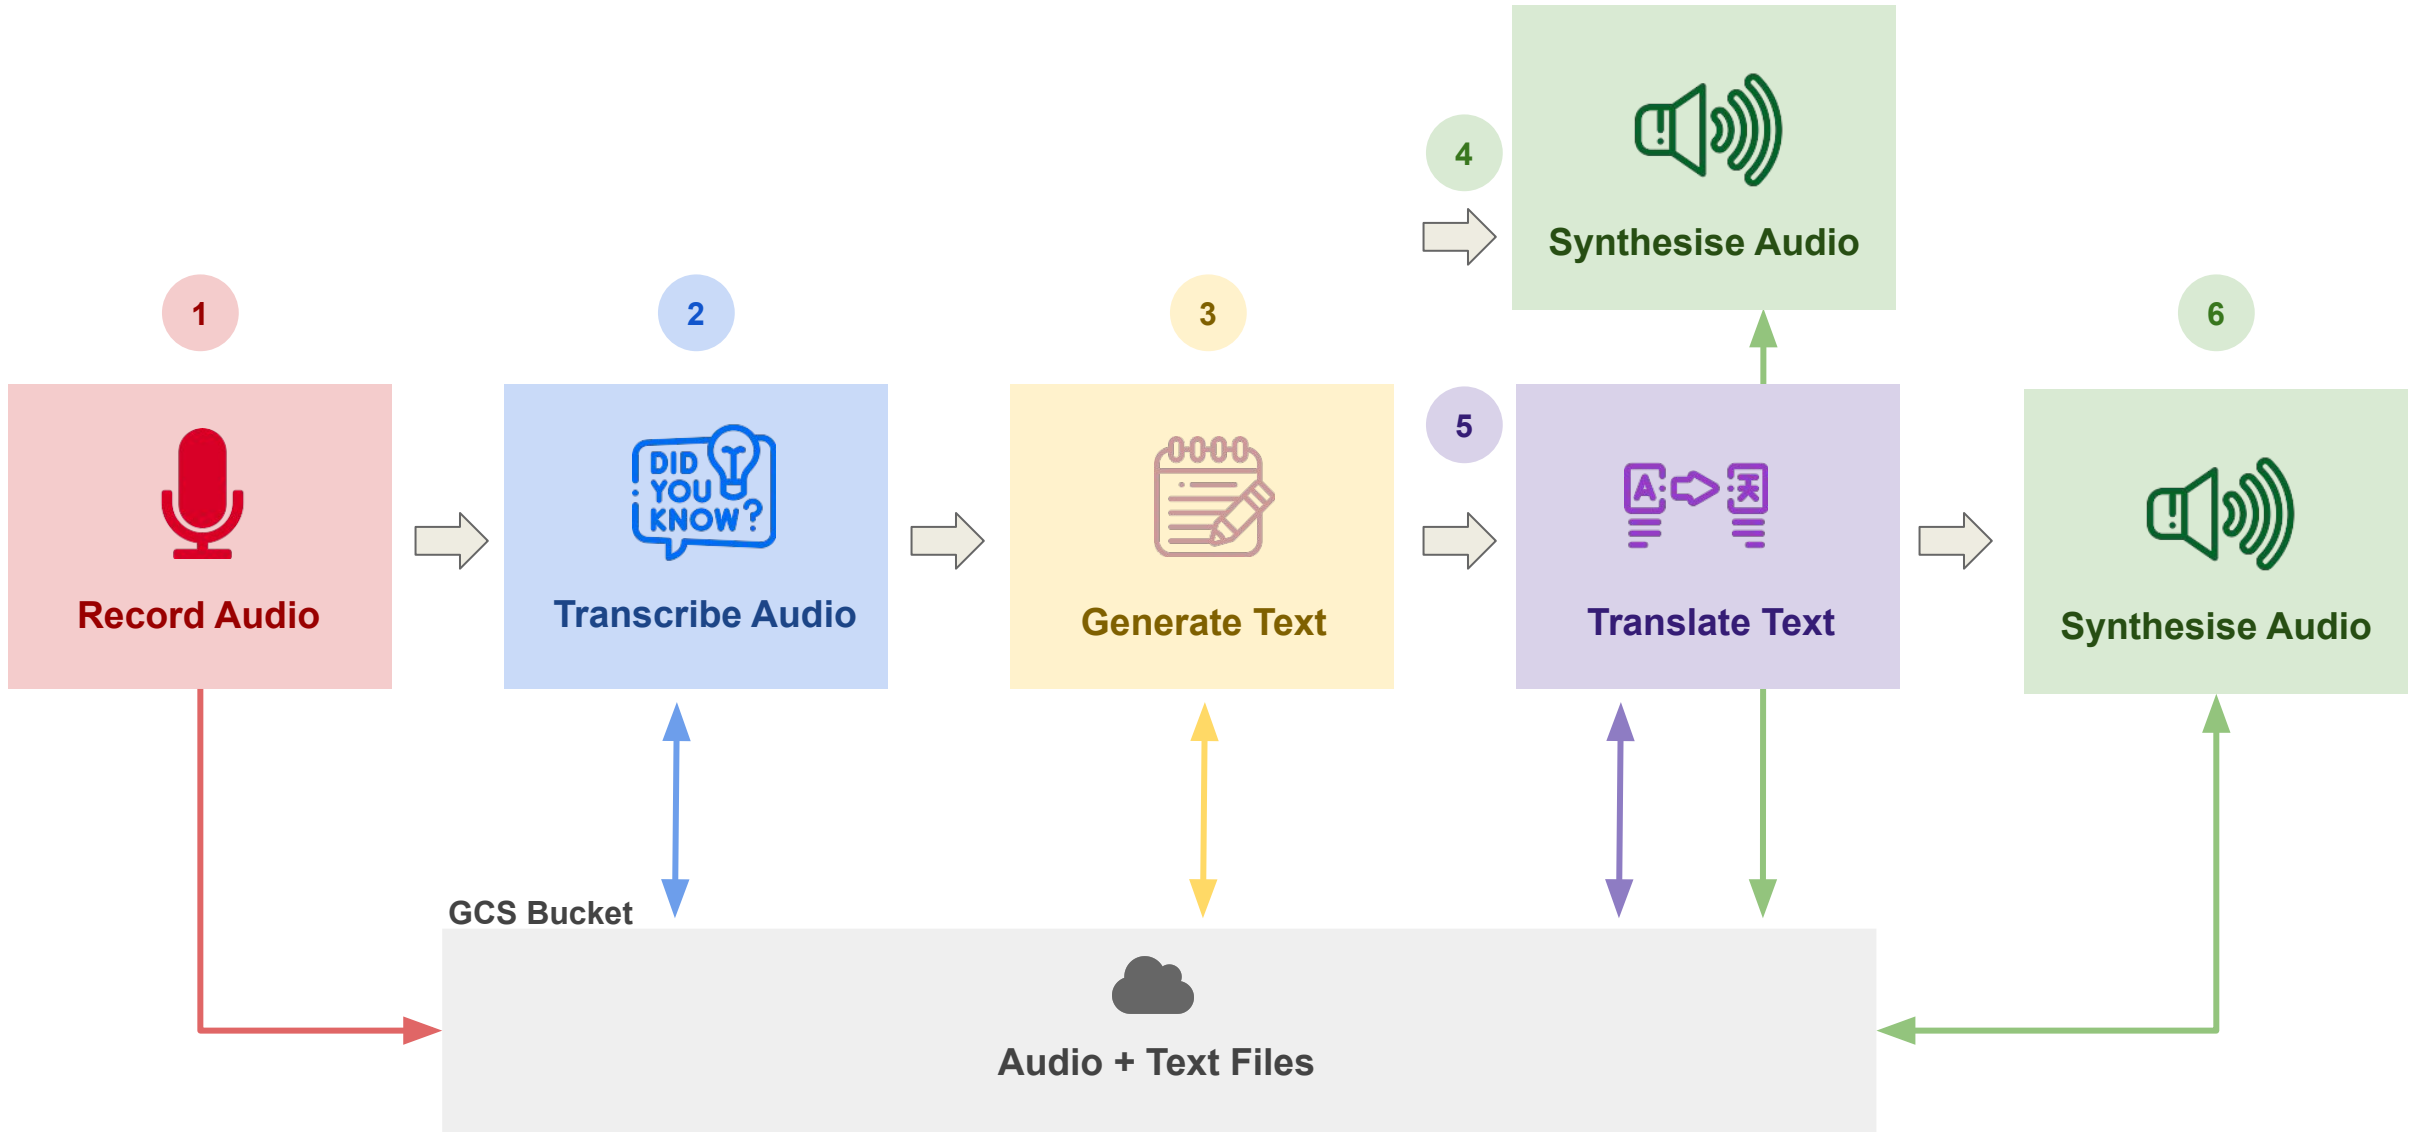 4
Synthesise Audio
1
2
3
6
5
DID
YOU
KNOW?
A
天
Record Audio
Transcribe Audio
Generate Text
Translate Text
Synthesise Audio
GCS Bucket
Audio + Text Files